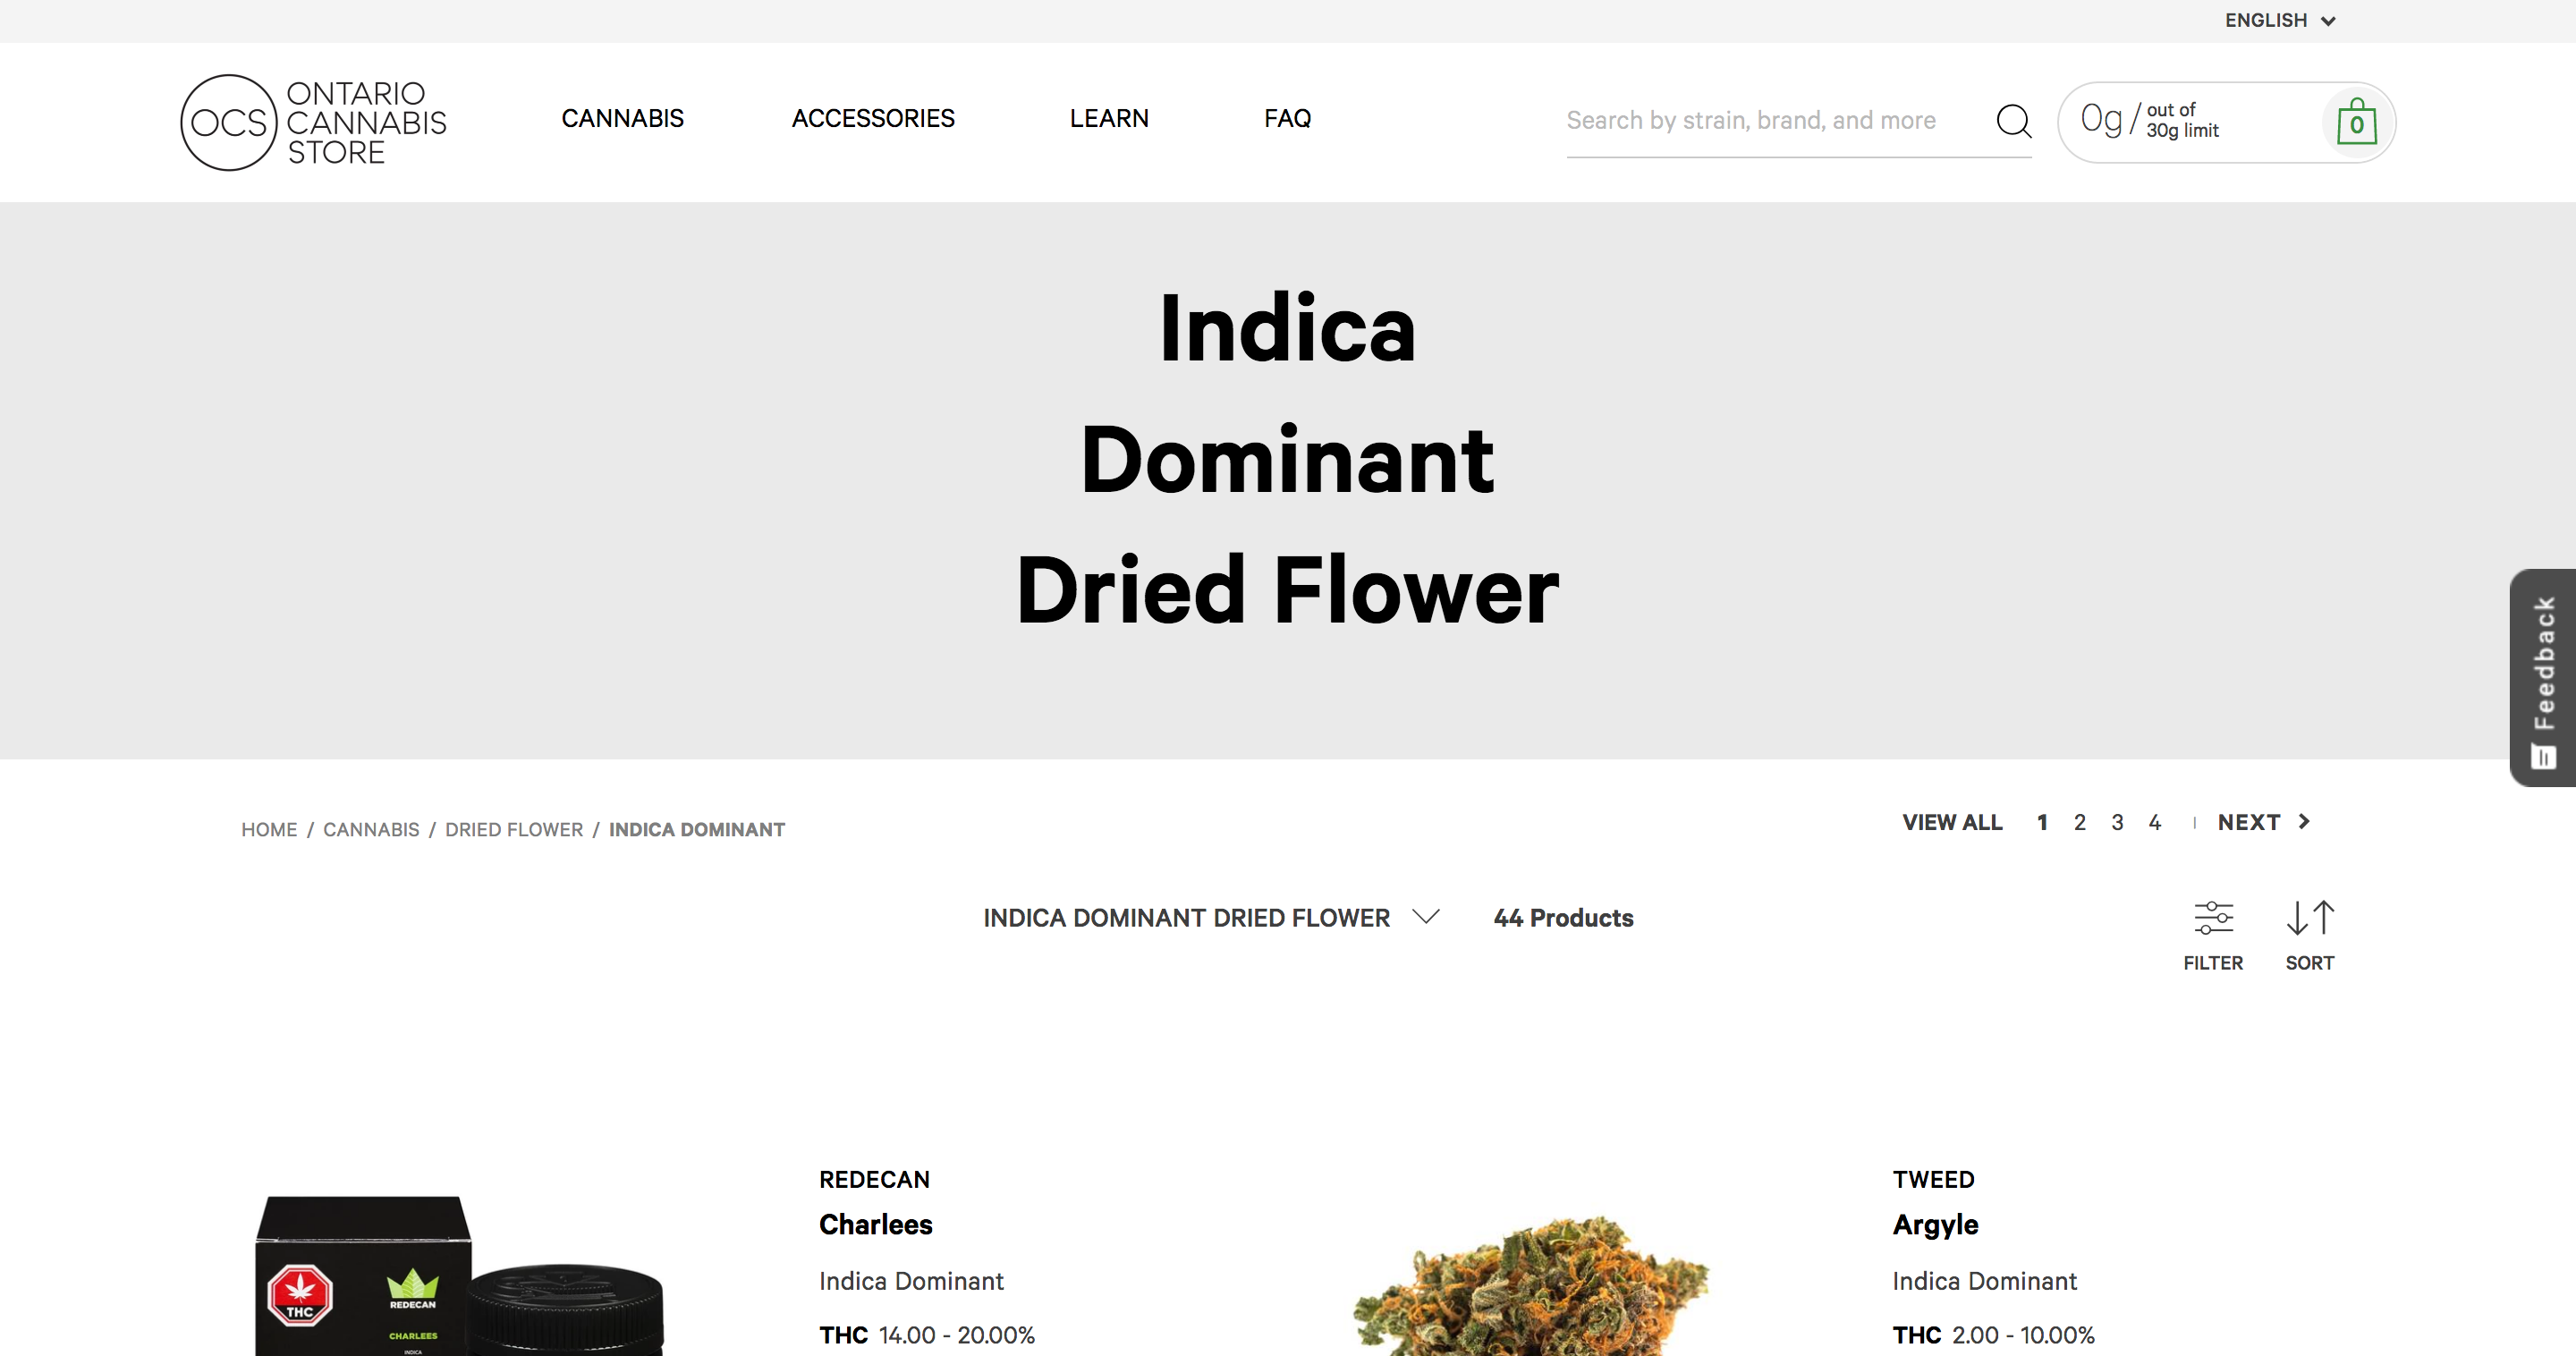 ENGLISH
OCS
ONTARIO
CANNABIS
STORE
CANNABIS
ACCESSORIES
LEARN
FAQ
Search by strain, brand, and more
0g / out of
30g limit
0
Indica
Dominant
Dried Flower
Feedback
HOME / CANNABIS / DRIED FLOWER / INDICA DOMINANT
VIEW ALL 1 2 3 4 | NEXT
INDICA DOMINANT DRIED FLOWER
44 Products
FILTER
SORT
THC
REDECAN
CHARLEES
INDICA
REDECAN
Charlees
Indica Dominant
THC 14.00 - 20.00%
TWEED
Argyle
Indica Dominant
THC 2.00 - 10.00%